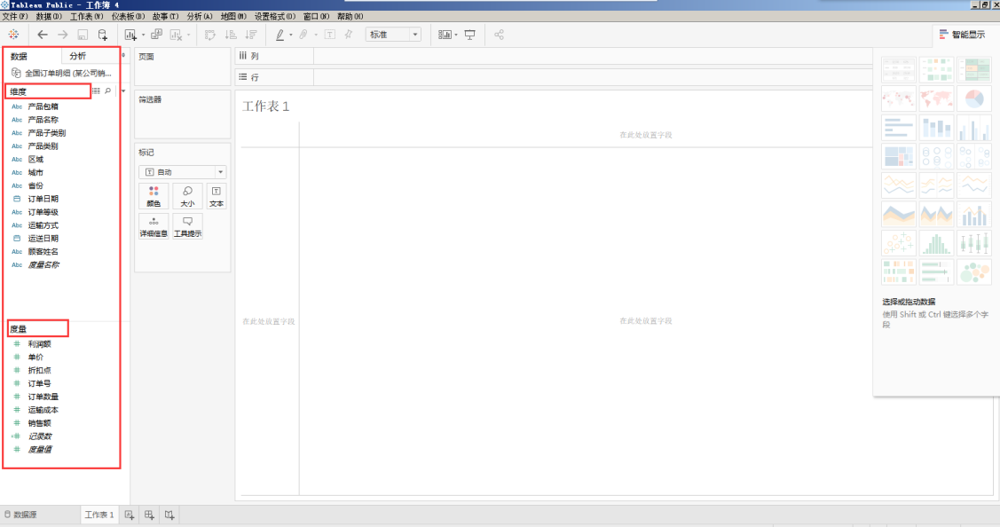 Tableau Public - 工作簿 4
文件(F) 数据(D) 工作表(W) 仪表板(B) 故事(T) 分析(A) 地图(M) 设置格式(O) 窗口(N) 帮助(H)
标准
智能显示
数据 分析
全国订单明细 (某公司销...
维度
Abc 产品包箱
Abc 产品名称
Abc 产品子类别
Abc 产品类别
Abc 区域
Abc 城市
Abc 省份
订单日期
Abc 订单等级
Abc 运输方式
运送日期
Abc 顾客姓名
Abc 度量名称
度量
# 利润额
# 单价
# 折扣点
# 订单号
# 订单数量
# 运输成本
# 销售额
=# 记录数
# 度量值
页面
筛选器
标记
T 自动
颜色 大小 文本
详细信息 工具提示
列
行
工作表 1
在此处放置字段
在此处放置字段
在此处放置字段
选择或拖动数据
使用 Shift 或 Ctrl 键选择多个字
段
数据源 工作表 1